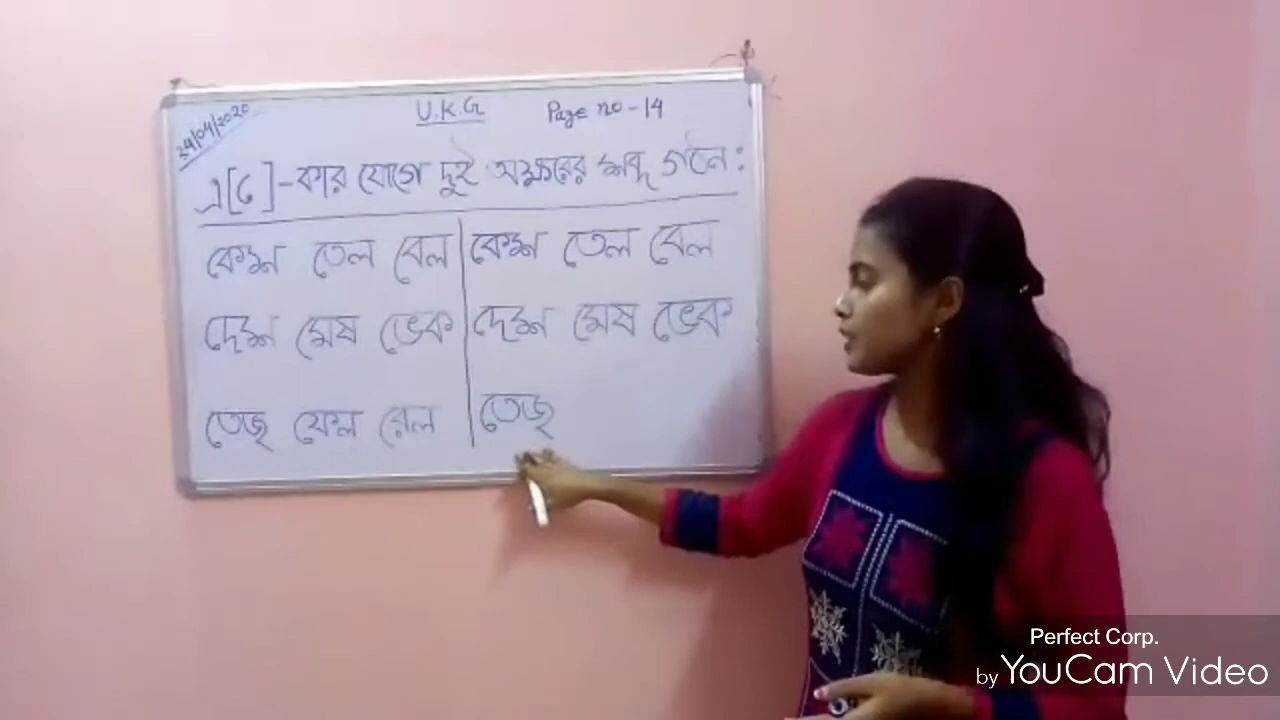 24/04/2020
U.K.G Page no - 14
এ[ে]-কার যোগে দুই অক্ষরের শব্দ গঠন :
কেশ তেল বেল কেশ তেল বেল
দেশ মেষ ভেক দেশ মেষ ভেক
তেজ ফেল রেল তেজ
Perfect Corp.
by YouCam Video